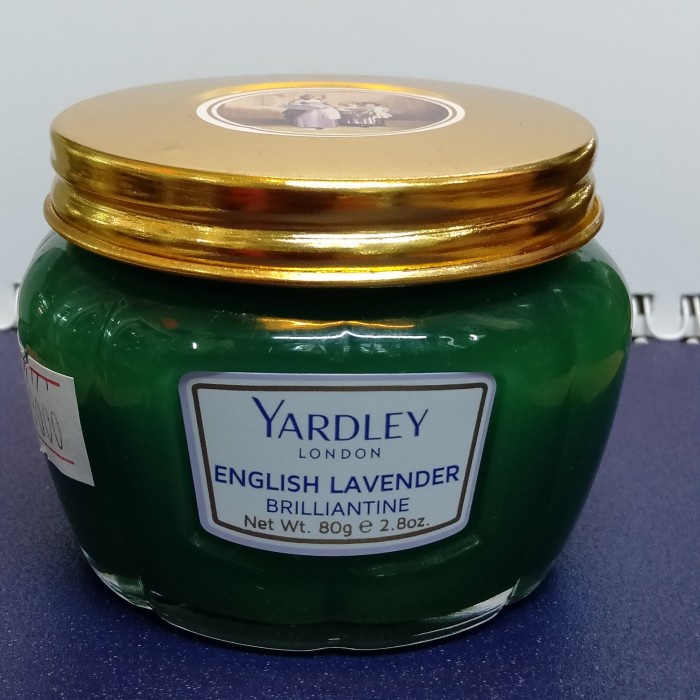 YARDLEY
LONDON
ENGLISH LAVENDER
BRILLIANTINE
Net Wt. 80g ℮ 2.8oz.